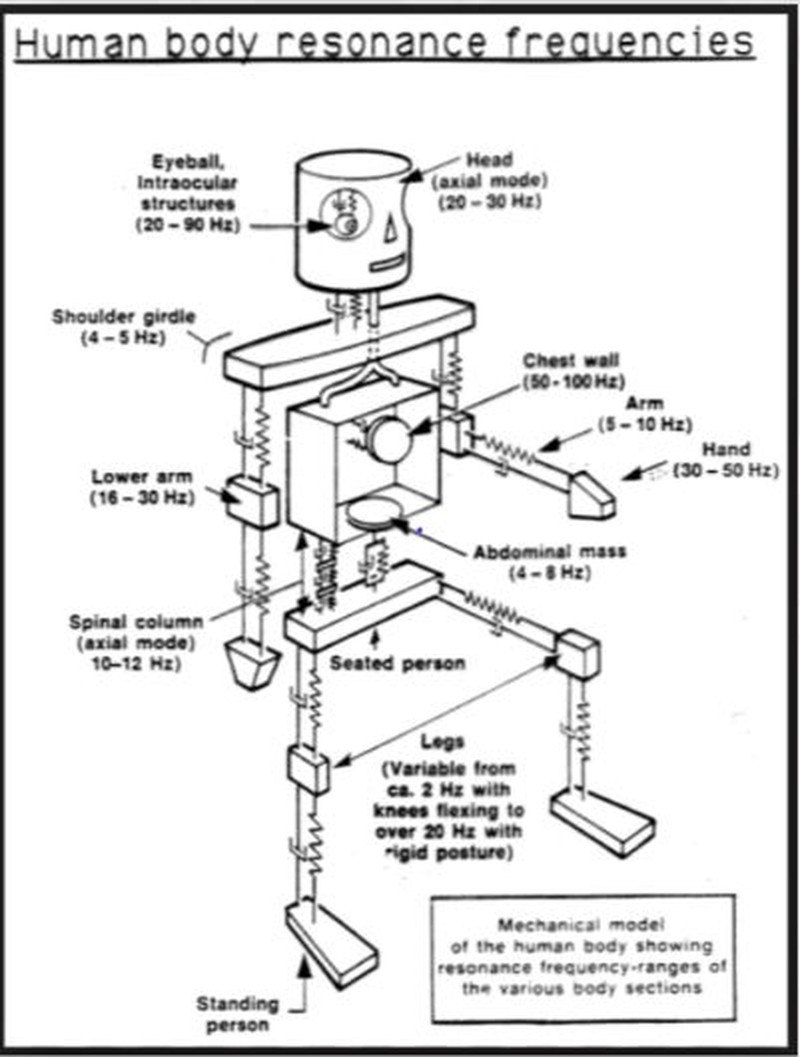 Human body resonance frequencies
Eyeball,
intraocular
structures
(20 – 90 Hz)
Head
(axial mode)
(20 – 30 Hz)
Shoulder girdle
(4 – 5 Hz)
Chest wall
(50-100 Hz)
Arm
(5 – 10 Hz)
Hand
(30 – 50 Hz)
Lower arm
(16 – 30 Hz)
Abdominal mass
(4 – 8 Hz)
Spinal column
(axial mode)
10–12 Hz)
Seated person
Legs
(Variable from
ca. 2 Hz with
knees flexing to
over 20 Hz with
rigid posture)
Mechanical model
of the human body showing
resonance frequency-ranges of
the various body sections
Standing
person